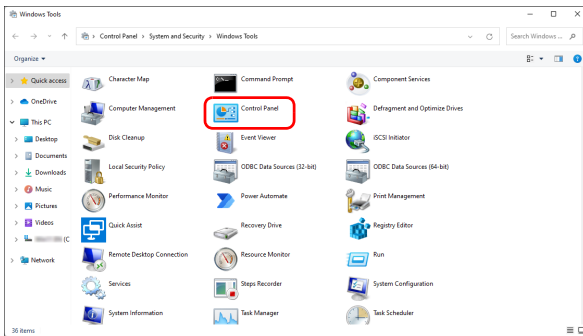 Windows Tools
Control Panel > System and Security > Windows Tools
Search Windows ...
Organize
Quick access
OneDrive
This PC
Desktop
Documents
Downloads
Music
Pictures
Videos
(C
Network
Character Map
Command Prompt
Component Services
Computer Management
Control Panel
Defragment and Optimize Drives
Disk Cleanup
Event Viewer
iSCSI Initiator
Local Security Policy
ODBC Data Sources (32-bit)
ODBC Data Sources (64-bit)
Performance Monitor
Power Automate
Print Management
Quick Assist
Recovery Drive
Registry Editor
Remote Desktop Connection
Resource Monitor
Run
Services
Steps Recorder
System Configuration
System Information
Task Manager
Task Scheduler
36 items